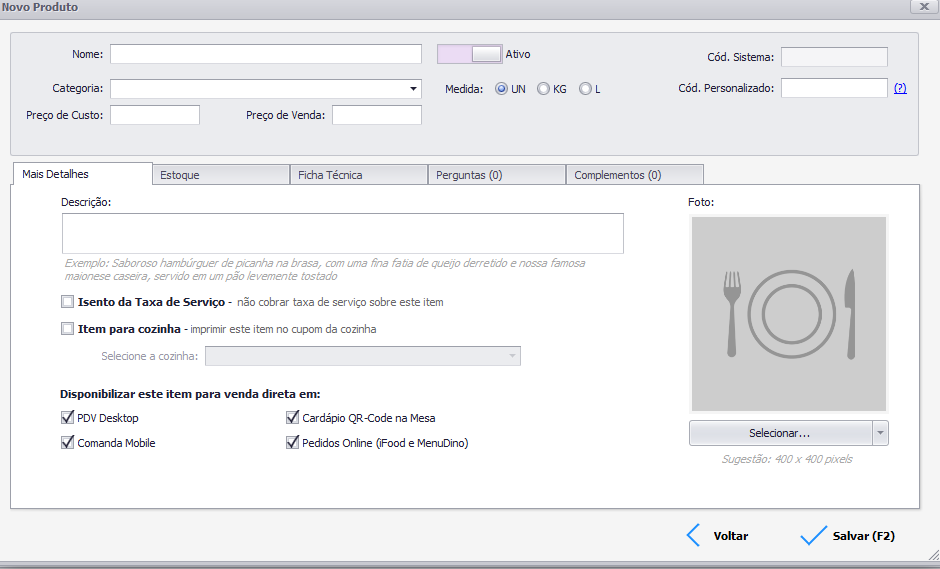 Novo Produto
Nome:
Ativo
Cód. Sistema:
Categoria:
Medida:
UN
KG
L
Cód. Personalizado:
(?)
Preço de Custo:
Preço de Venda:
Mais Detalhes
Estoque
Ficha Técnica
Perguntas (0)
Complementos (0)
Descrição:
Foto:
Exemplo: Saboroso hambúrguer de picanha na brasa, com uma fina fatia de queijo derretido e nossa famosa
maionese caseira, servido em um pão levemente tostado
Isento da Taxa de Serviço - não cobrar taxa de serviço sobre este item
Item para cozinha - imprimir este item no cupom da cozinha
Selecione a cozinha:
Disponibilizar este item para venda direta em:
PDV Desktop
Cardápio QR-Code na Mesa
Comanda Mobile
Pedidos Online (iFood e MenuDino)
Selecionar...
Sugestão: 400 x 400 pixels
Voltar
Salvar (F2)